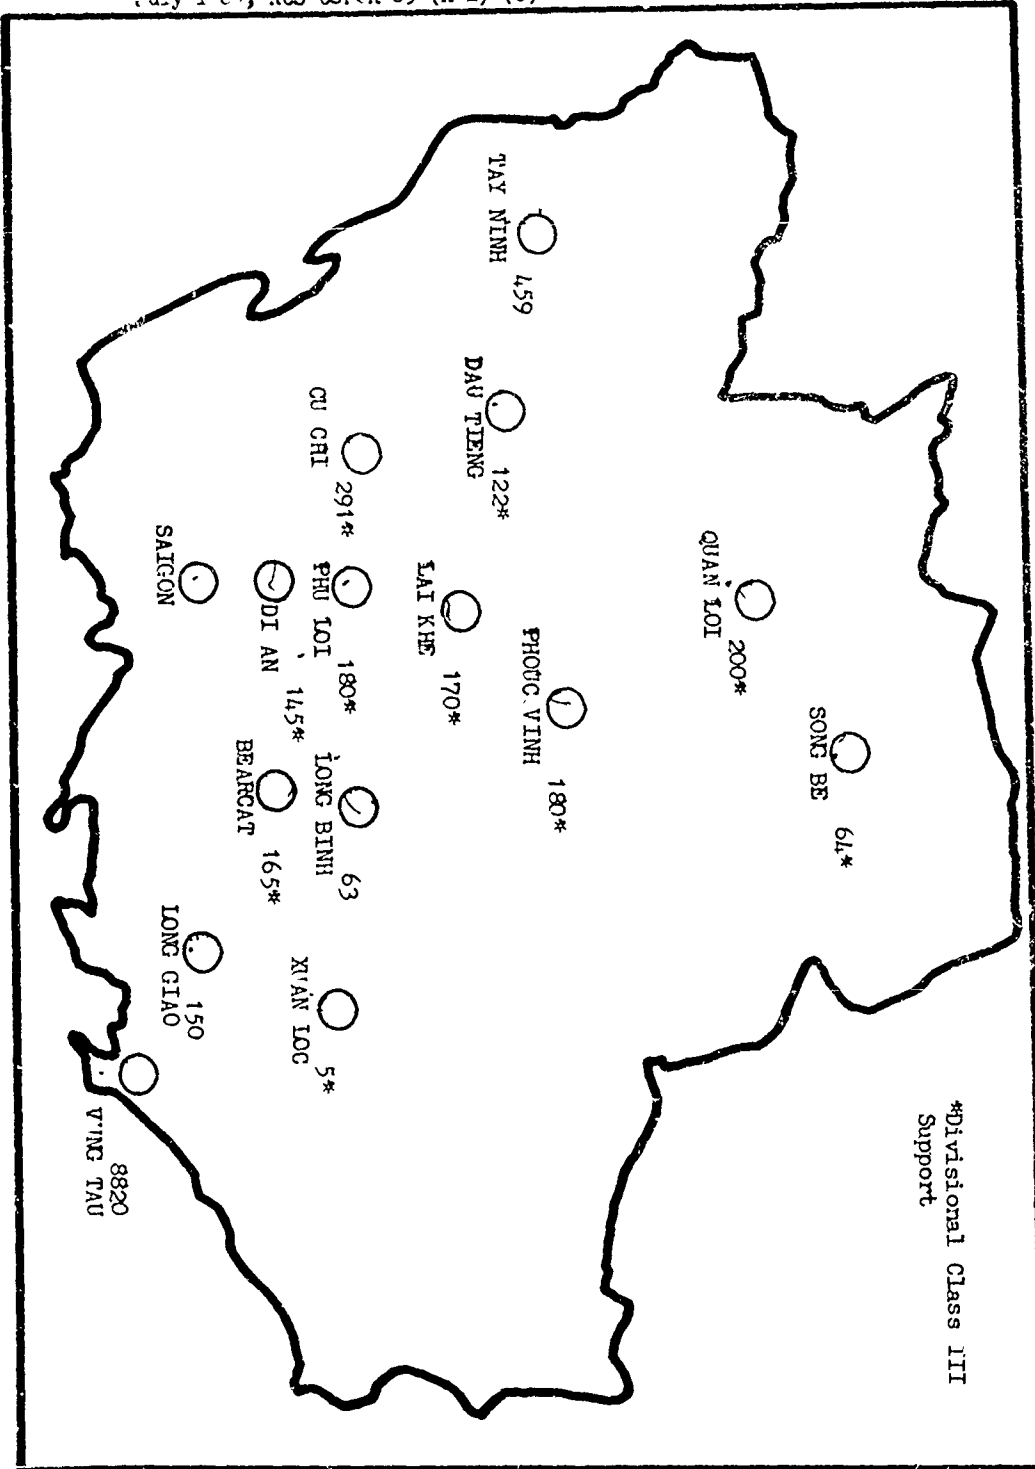 *Divisional Class III
Support
SONG BE
64*
QUAN LOI
200*
TAY NINH
459
DAU TIENG
122*
PHOUC.VINH
180*
LAI KHE
170*
CU CHI
291*
PHU LOI
180*
LONG BINH
63
XUAN LOC
5*
DI AN
145*
BEARCAT
165*
SAIGON
LONG GIAO
150
8820
VUNG TAU